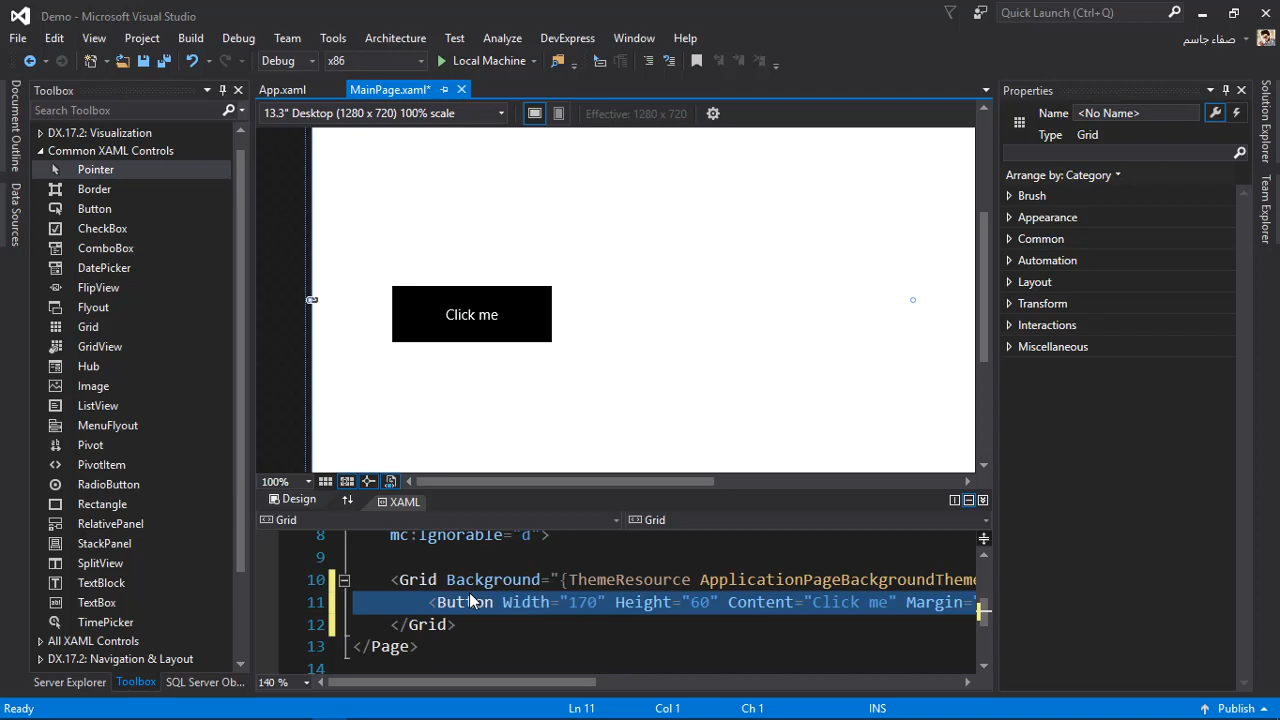 Demo - Microsoft Visual Studio
Quick Launch (Ctrl+Q)
File Edit View Project Build Debug Team Tools Architecture Test Analyze DevExpress Window Help
صفاء جاسم
Debug x86 Local Machine
Document Outline
Data Sources
Toolbox
Search Toolbox
DX.17.2: Visualization
Common XAML Controls
Pointer
Border
Button
CheckBox
ComboBox
DatePicker
FlipView
Flyout
Grid
GridView
Hub
Image
ListView
MenuFlyout
Pivot
PivotItem
RadioButton
Rectangle
RelativePanel
StackPanel
SplitView
TextBlock
TextBox
TimePicker
All XAML Controls
DX.17.2: Navigation & Layout
Server Explorer Toolbox SQL Server Ob...
App.xaml MainPage.xaml*
13.3" Desktop (1280 x 720) 100% scale Effective: 1280 x 720
Click me
100%
Design XAML
Grid Grid
8 mc:Ignorable="d">
9
10 <Grid Background="{ThemeResource ApplicationPageBackgroundTheme
11 <Button Width="170" Height="60" Content="Click me" Margin="
12 </Grid>
13 </Page>
14
140 %
Properties
Name <No Name>
Type Grid
Arrange by: Category
Brush
Appearance
Common
Automation
Layout
Transform
Interactions
Miscellaneous
Solution Explorer
Team Explorer
Ready Ln 11 Col 1 Ch 1 INS Publish